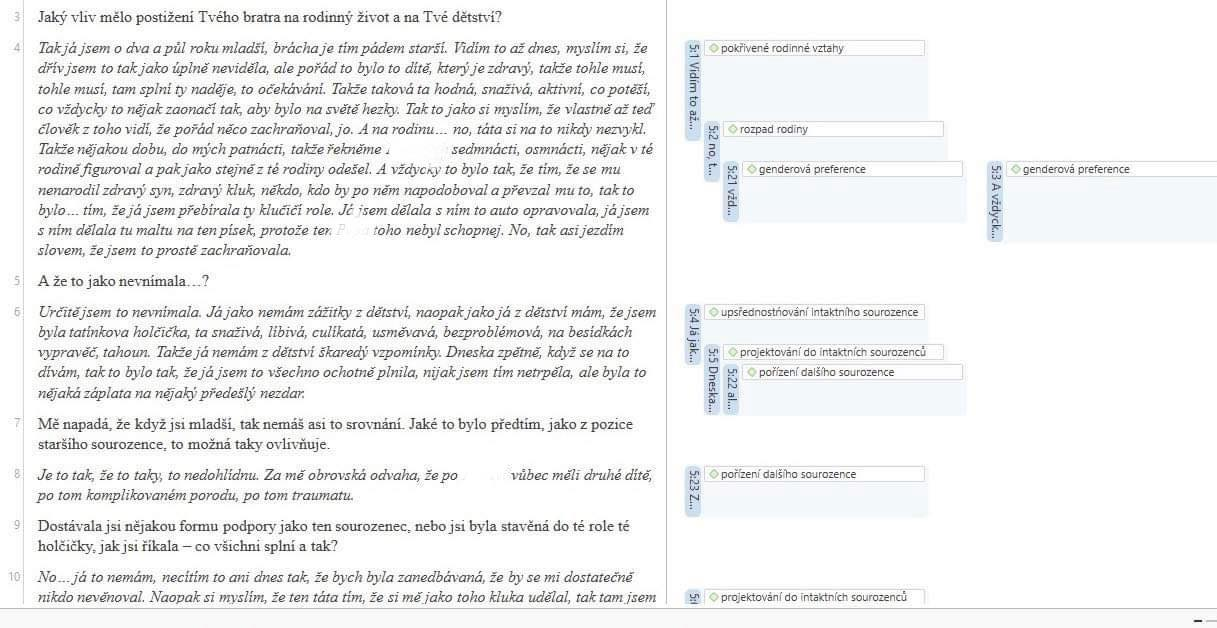 3 Jaký vliv mělo postižení Tvého bratra na rodinný život a na Tvé dětství?
4 Tak já jsem o dva a půl roku mladší, brácha je tím pádem starší. Vidím to až dnes, myslím si, že
dřív jsem to tak jako úplně neviděla, ale pořád to bylo to dítě, který je zdravý, takže tohle musí,
tohle musí, tam splní ty naděje, to očekávání. Takže taková ta hodná, snaživá, aktivní, co potěší,
co vždycky to nějak zaonačí tak, aby bylo na světě hezky. Tak to jako si myslím, že vlastně až teď
člověk z toho vidí, že pořád něco zachraňoval, jo. A na rodinu… no, táta si na to nikdy nezvykl.
Takže nějakou dobu, do mých patnácti, takže řekněme sedmnácti, osmnácti, nějak v té
rodině figuroval a pak jako stejně z té rodiny odešel. A vždycky to bylo tak, že tím, že se mu
nenarodil zdravý syn, zdravý kluk, někdo, kdo by po něm napodoboval a převzal mu to, tak to
bylo… tím, že já jsem přebírala ty klučičí role. Já jsem dělala s ním to auto opravovala, já jsem
s ním dělala tu maltu na ten písek, protože ten toho nebyl schopnej. No, tak asi jezdím
slovem, že jsem to prostě zachraňovala.
5 A že to jako nevnímala…?
6 Určitě jsem to nevnímala. Já jako nemám zážitky z dětství, naopak jako já z dětství mám, že jsem
byla tatínkova holčička, ta snaživá, líbivá, culíkatá, usměvavá, bezproblémová, na besídkách
vypravěč, tahoun. Takže já nemám z dětství škaredý vzpomínky. Dneska zpětně, když se na to
dívám, tak to bylo tak, že já jsem to všechno ochotně plnila, nijak jsem tím netrpěla, ale byla to
nějaká záplata na nějaký předešlý nezdar.
7 Mě napadá, že když jsi mladší, tak nemáš asi to srovnání. Jaké to bylo předtím, jako z pozice
staršího sourozence, to možná taky ovlivňuje.
8 Je to tak, že to taky, to nedohlídnu. Za mě obrovská odvaha, že po vůbec měli druhé dítě,
po tom komplikovaném porodu, po tom traumatu.
9 Dostávala jsi nějakou formu podpory jako ten sourozenec, nebo jsi byla stavěná do té role té
holčičky, jak jsi říkala – co všichni splní a tak?
10 No… já to nemám, necítím to ani dnes tak, že bych byla zanedbávaná, že by se mi dostatečně
nikdo nevěnoval. Naopak si myslím, že ten táta tím, že si mě jako toho kluka udělal, tak tam jsem
5:1 Vidím to až…
pokřivené rodinné vztahy
5:2 no, t…
rozpad rodiny
5:21 vžd…
genderová preference
5:3 A vždyck…
genderová preference
5:4 Já jak…
upřednostňování intaktního sourozence
5:5 Dneska…
projektování do intaktních sourozenců
5:22 al…
pořízení dalšího sourozence
5:23 Z…
pořízení dalšího sourozence
projektování do intaktních sourozenců